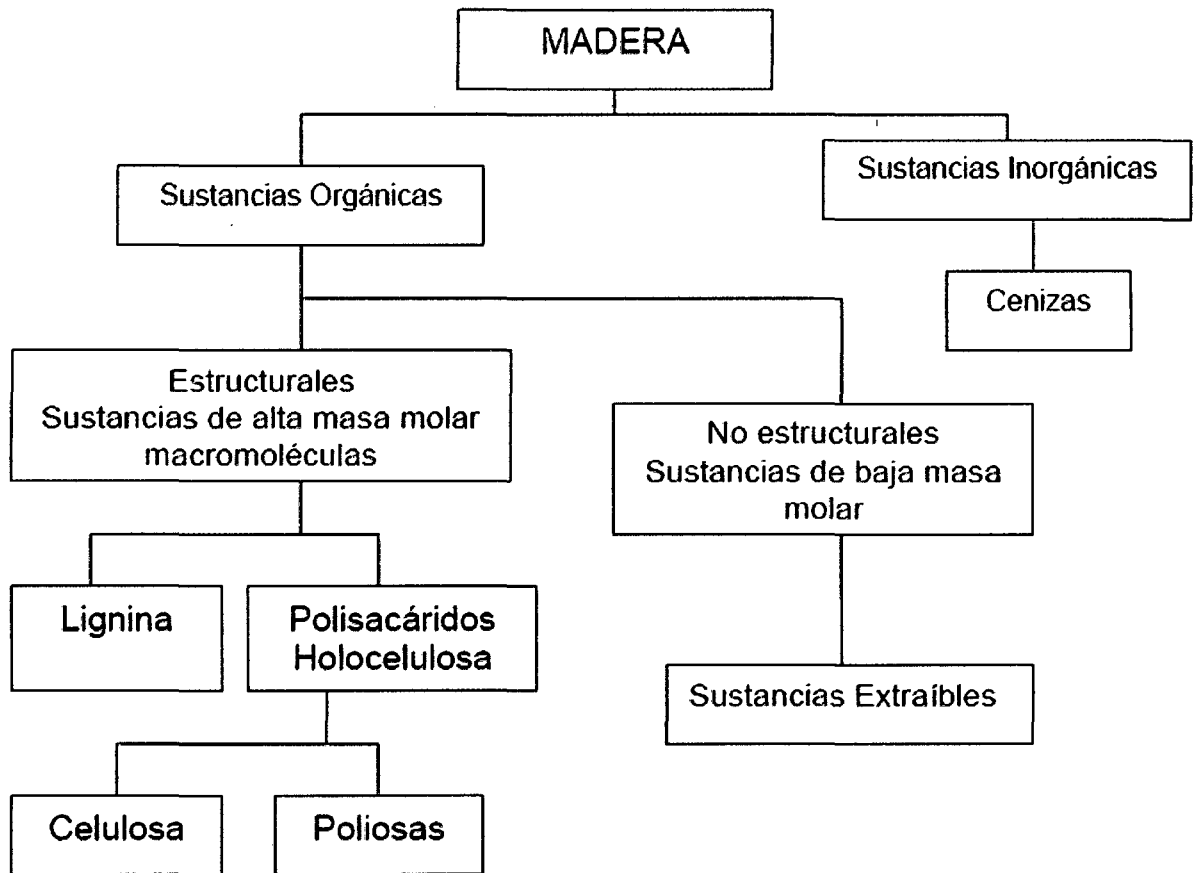 MADERA
Sustancias Orgánicas
Sustancias Inorgánicas
Cenizas
Estructurales
Sustancias de alta masa molar
macromoléculas
No estructurales
Sustancias de baja masa
molar
Lignina
Polisacáridos
Holocelulosa
Sustancias Extraíbles
Celulosa
Poliosas